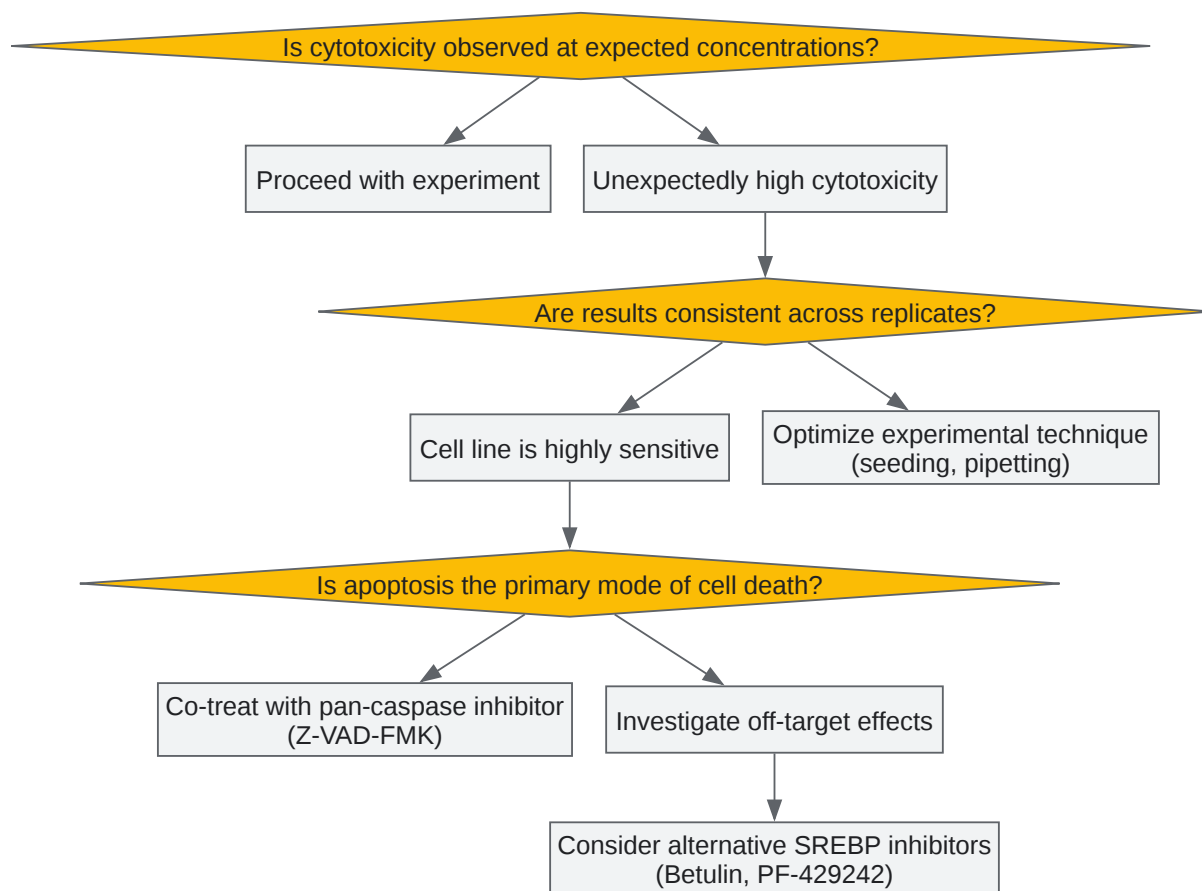 Is cytotoxicity observed at expected concentrations?
Proceed with experiment
Unexpectedly high cytotoxicity
Are results consistent across replicates?
Cell line is highly sensitive
Optimize experimental technique
(seeding, pipetting)
Is apoptosis the primary mode of cell death?
Co-treat with pan-caspase inhibitor
(Z-VAD-FMK)
Investigate off-target effects
Consider alternative SREBP inhibitors
(Betulin, PF-429242)